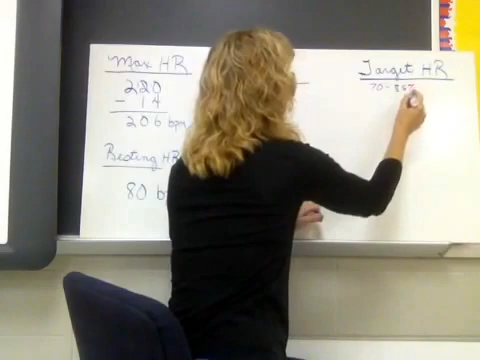 Max HR
220
- 14
206 bpm
Resting HR
80
Target HR
70-85%